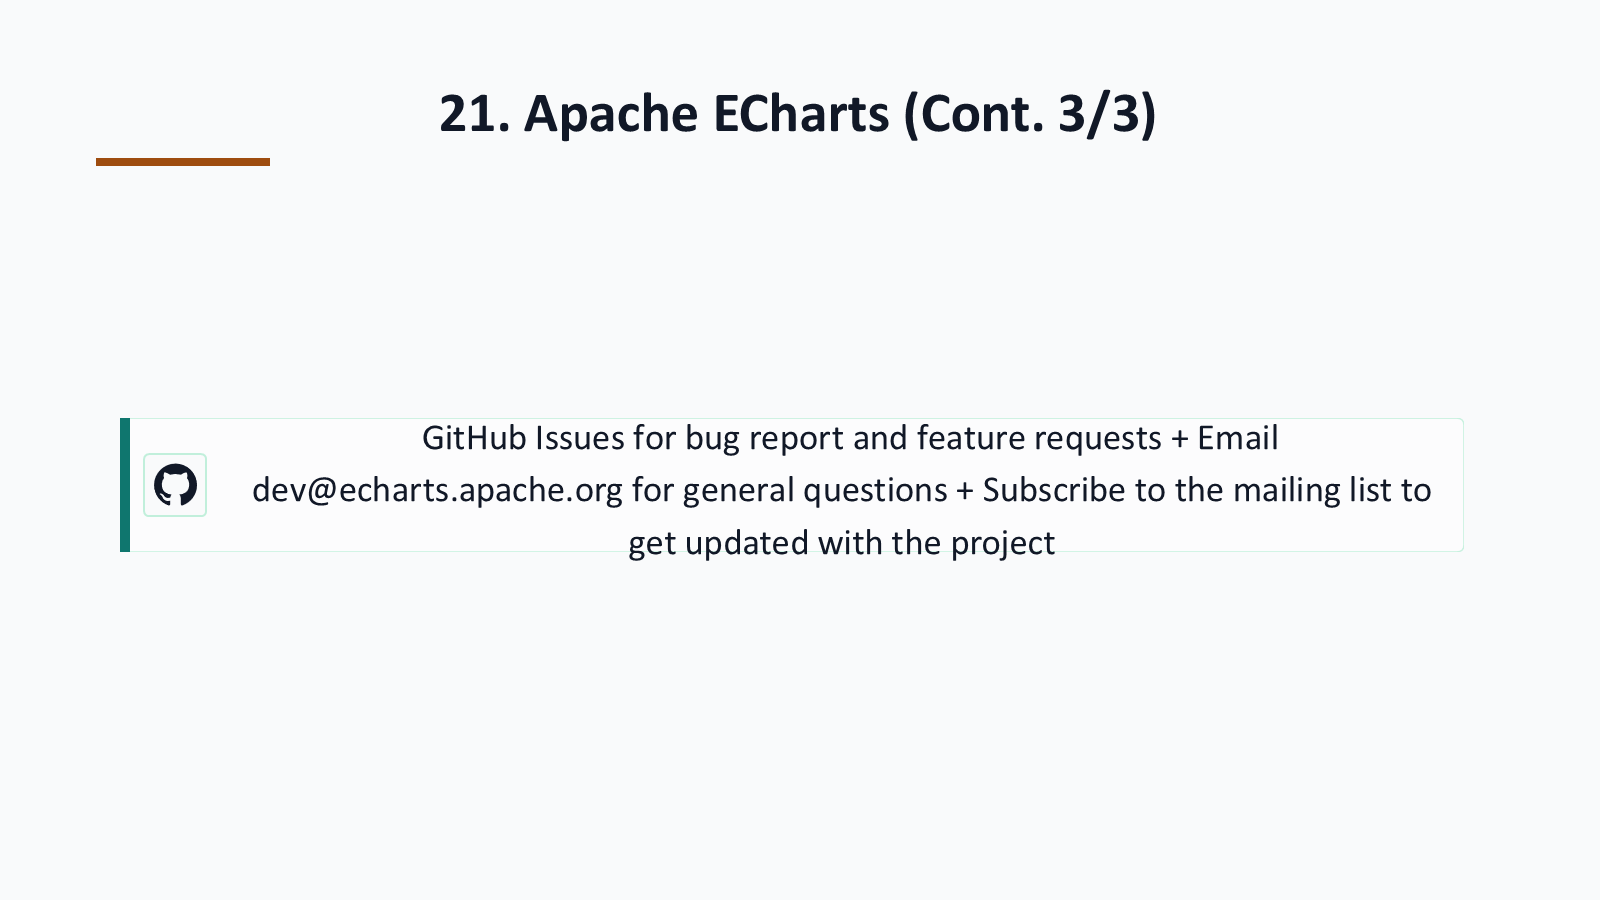 21. Apache ECharts (Cont. 3/3)
GitHub Issues for bug report and feature requests + Email
dev@echarts.apache.org for general questions + Subscribe to the mailing list to
get updated with the project